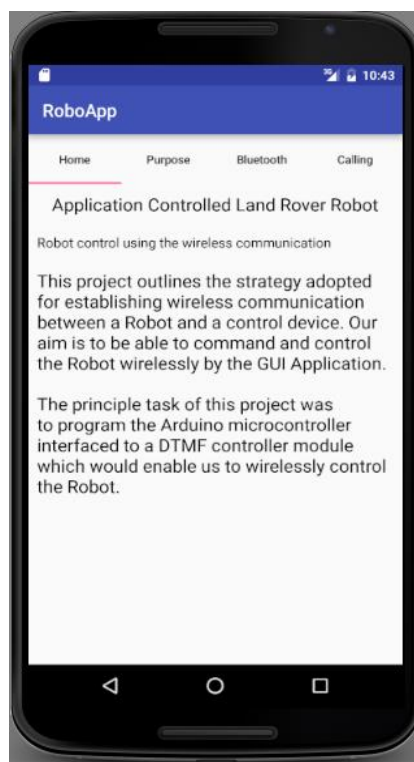 3G 10:43
RoboApp
Home Purpose Bluetooth Calling
Application Controlled Land Rover Robot
Robot control using the wireless communication
This project outlines the strategy adopted
for establishing wireless communication
between a Robot and a control device. Our
aim is to be able to command and control
the Robot wirelessly by the GUI Application.
The principle task of this project was
to program the Arduino microcontroller
interfaced to a DTMF controller module
which would enable us to wirelessly control
the Robot.